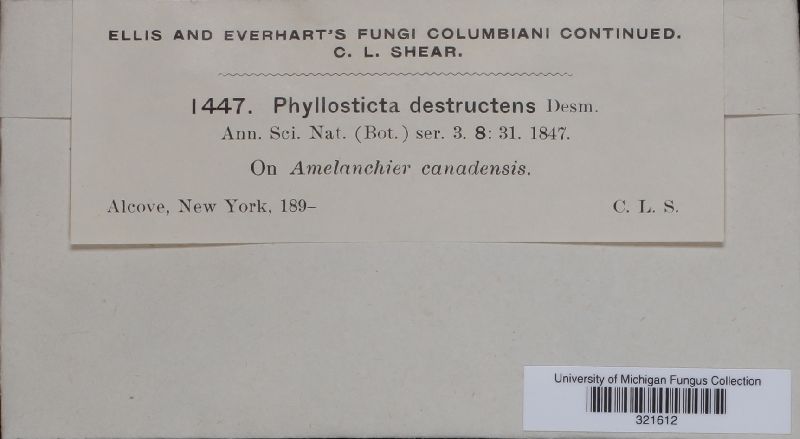 ELLIS AND EVERHART'S FUNGI COLUMBIANI CONTINUED.
C. L. SHEAR.
1447. Phyllosticta destructens Desm.
Ann. Sci. Nat. (Bot.) ser. 3. 8: 31. 1847.
On Amelanchier canadensis.
Alcove, New York, 189– C. L. S.
University of Michigan Fungus Collection
321612